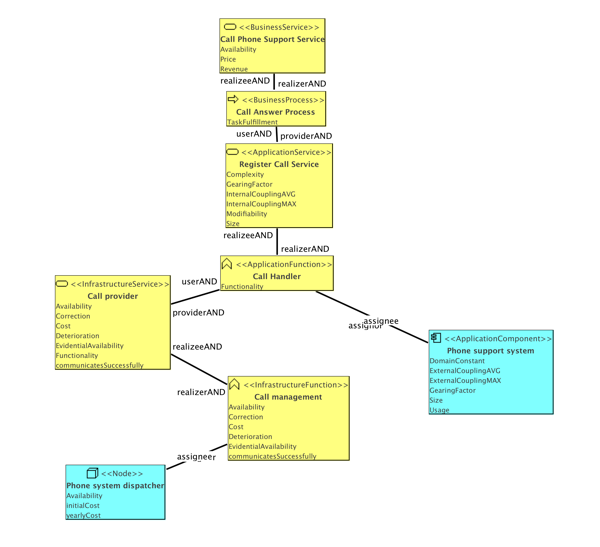 <<BusinessService>>
Call Phone Support Service
Availability
Price
Revenue
realizeeAND
realizerAND
<<BusinessProcess>>
Call Answer Process
TaskFulfillment
userAND
providerAND
<<ApplicationService>>
Register Call Service
Complexity
GearingFactor
InternalCouplingAVG
InternalCouplingMAX
Modifiability
Size
realizeeAND
realizerAND
<<ApplicationFunction>>
Call Handler
Functionality
userAND
providerAND
<<InfrastructureService>>
Call provider
Availability
Correction
Cost
Deterioration
EvidentialAvailability
Functionality
communicatesSuccessfully
assignee
assignor
<<ApplicationComponent>>
Phone support system
DomainConstant
ExternalCouplingAVG
ExternalCouplingMAX
GearingFactor
Size
Usage
realizeeAND
realizerAND
<<InfrastructureFunction>>
Call management
Availability
Correction
Cost
Deterioration
EvidentialAvailability
communicatesSuccessfully
<<Node>>
Phone system dispatcher
Availability
initialCost
yearlyCost